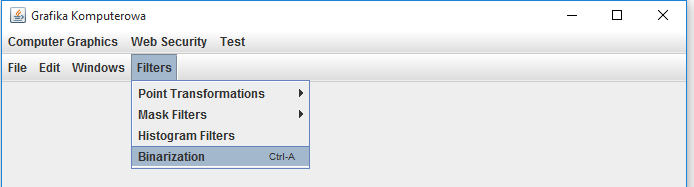 Grafika Komputerowa
Computer Graphics Web Security Test
File Edit Windows Filters
Point Transformations
Mask Filters
Histogram Filters
Binarization Ctrl-A